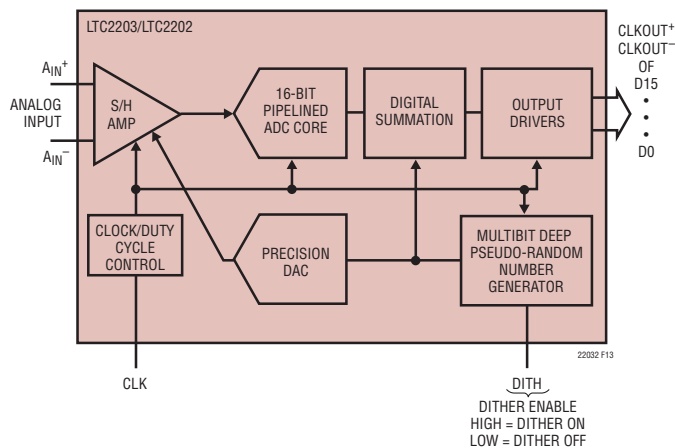 LTC2203/LTC2202
AIN+
ANALOG
INPUT
AIN–
S/H
AMP
16-BIT
PIPELINED
ADC CORE
DIGITAL
SUMMATION
OUTPUT
DRIVERS
CLKOUT+
CLKOUT–
OF
D15
•
•
•
D0
CLOCK/DUTY
CYCLE
CONTROL
PRECISION
DAC
MULTIBIT DEEP
PSEUDO-RANDOM
NUMBER
GENERATOR
22032 F13
CLK
DITH
DITHER ENABLE
HIGH = DITHER ON
LOW = DITHER OFF